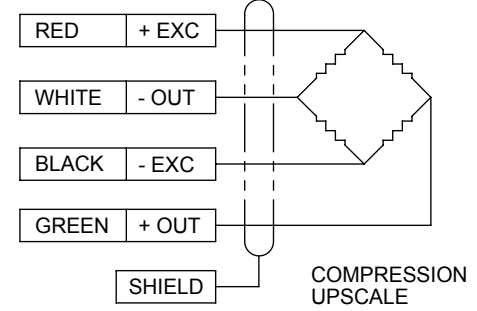 RED + EXC
WHITE - OUT
BLACK - EXC
GREEN + OUT
SHIELD
COMPRESSION
UPSCALE